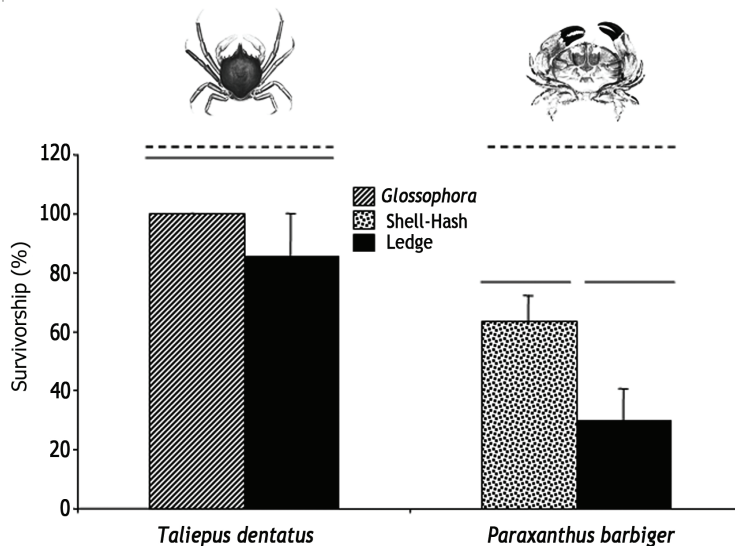 120
100
80
60
40
20
0
Survivorship (%)
Glossophora
Shell-Hash
Ledge
Taliepus dentatus
Paraxanthus barbiger